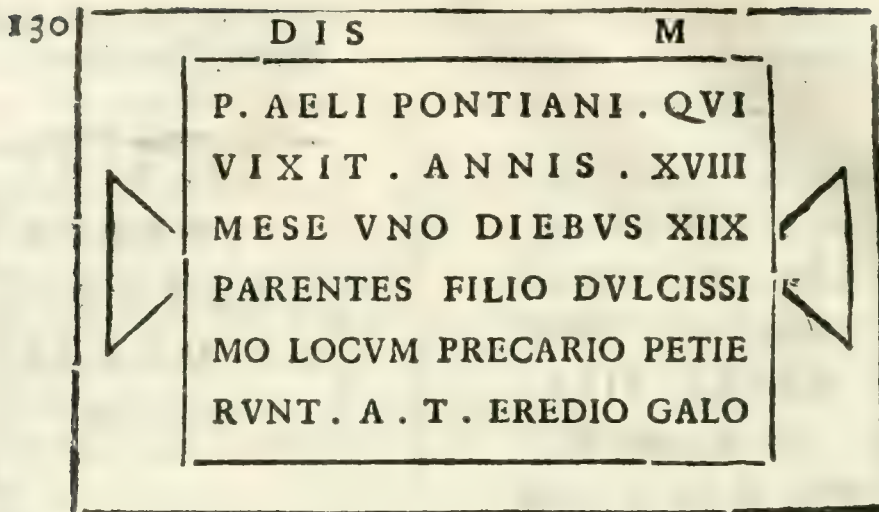 130
DIS M
P. AELI PONTIANI . QVI
VIXIT . ANNIS . XVIII
MESE VNO DIEBVS XIIX
PARENTES FILIO DVLCISSI
MO LOCVM PRECARIO PETIE
RVNT . A . T . EREDIO GALO